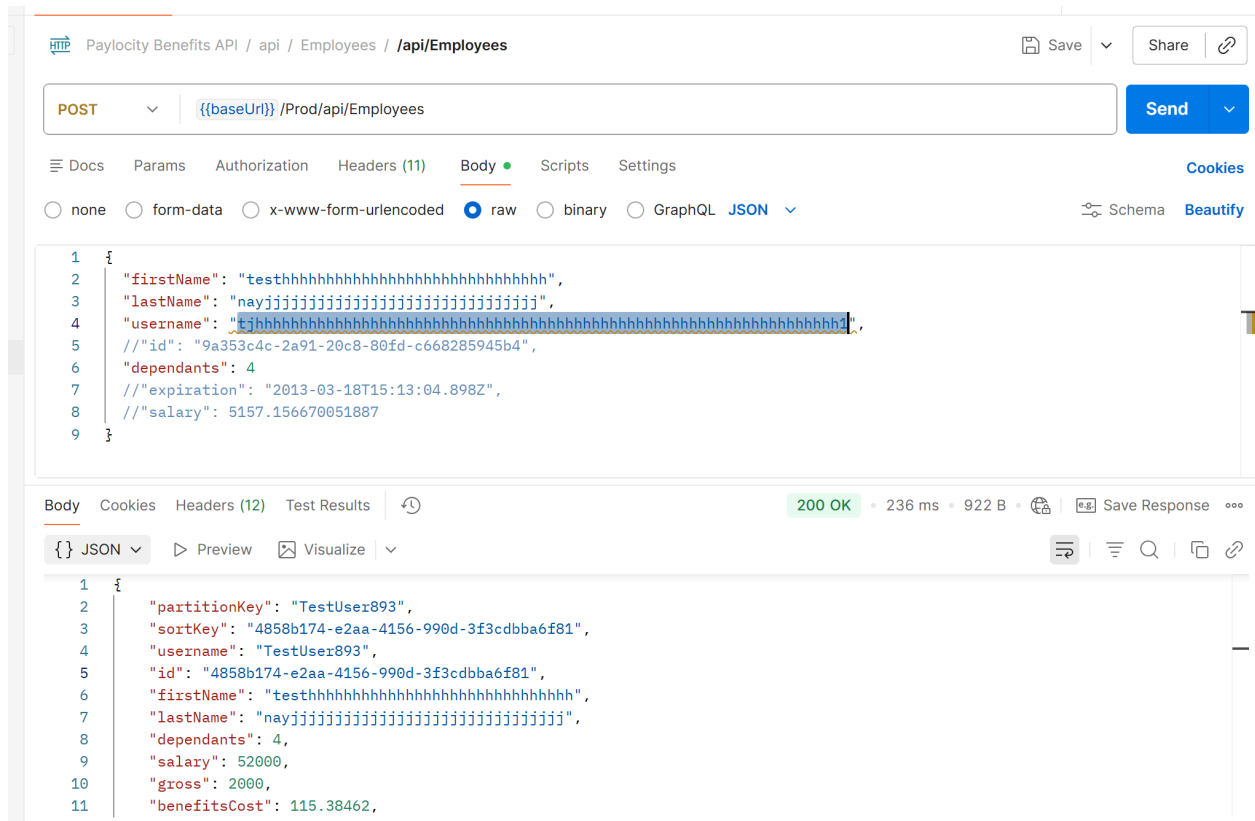 HTTP Paylocity Benefits API / api / Employees / /api/Employees Save Share
POST {{baseUrl}} /Prod/api/Employees Send
Docs Params Authorization Headers (11) Body Scripts Settings Cookies
none form-data x-www-form-urlencoded raw binary GraphQL JSON Schema Beautify
1 {
2 "firstName": "testhhhhhhhhhhhhhhhhhhhhhhhhhhhhhh",
3 "lastName": "nayjjjjjjjjjjjjjjjjjjjjjjjjjjjjjjj",
4 "username": "tjhhhhhhhhhhhhhhhhhhhhhhhhhhhhhhhhhhhhhhhhhhhhhhhhhhhhhhhhhhhhhhhhhh1",
5 //"id": "9a353c4c-2a91-20c8-80fd-c668285945b4",
6 "dependants": 4
7 //"expiration": "2013-03-18T15:13:04.898Z",
8 //"salary": 5157.156670051887
9 }
Body Cookies Headers (12) Test Results 200 OK 236 ms 922 B e.g. Save Response
{} JSON Preview Visualize
1 {
2 "partitionKey": "TestUser893",
3 "sortKey": "4858b174-e2aa-4156-990d-3f3cdbba6f81",
4 "username": "TestUser893",
5 "id": "4858b174-e2aa-4156-990d-3f3cdbba6f81",
6 "firstName": "testhhhhhhhhhhhhhhhhhhhhhhhhhhhhhh",
7 "lastName": "nayjjjjjjjjjjjjjjjjjjjjjjjjjjjjjjj",
8 "dependants": 4,
9 "salary": 52000,
10 "gross": 2000,
11 "benefitsCost": 115.38462,